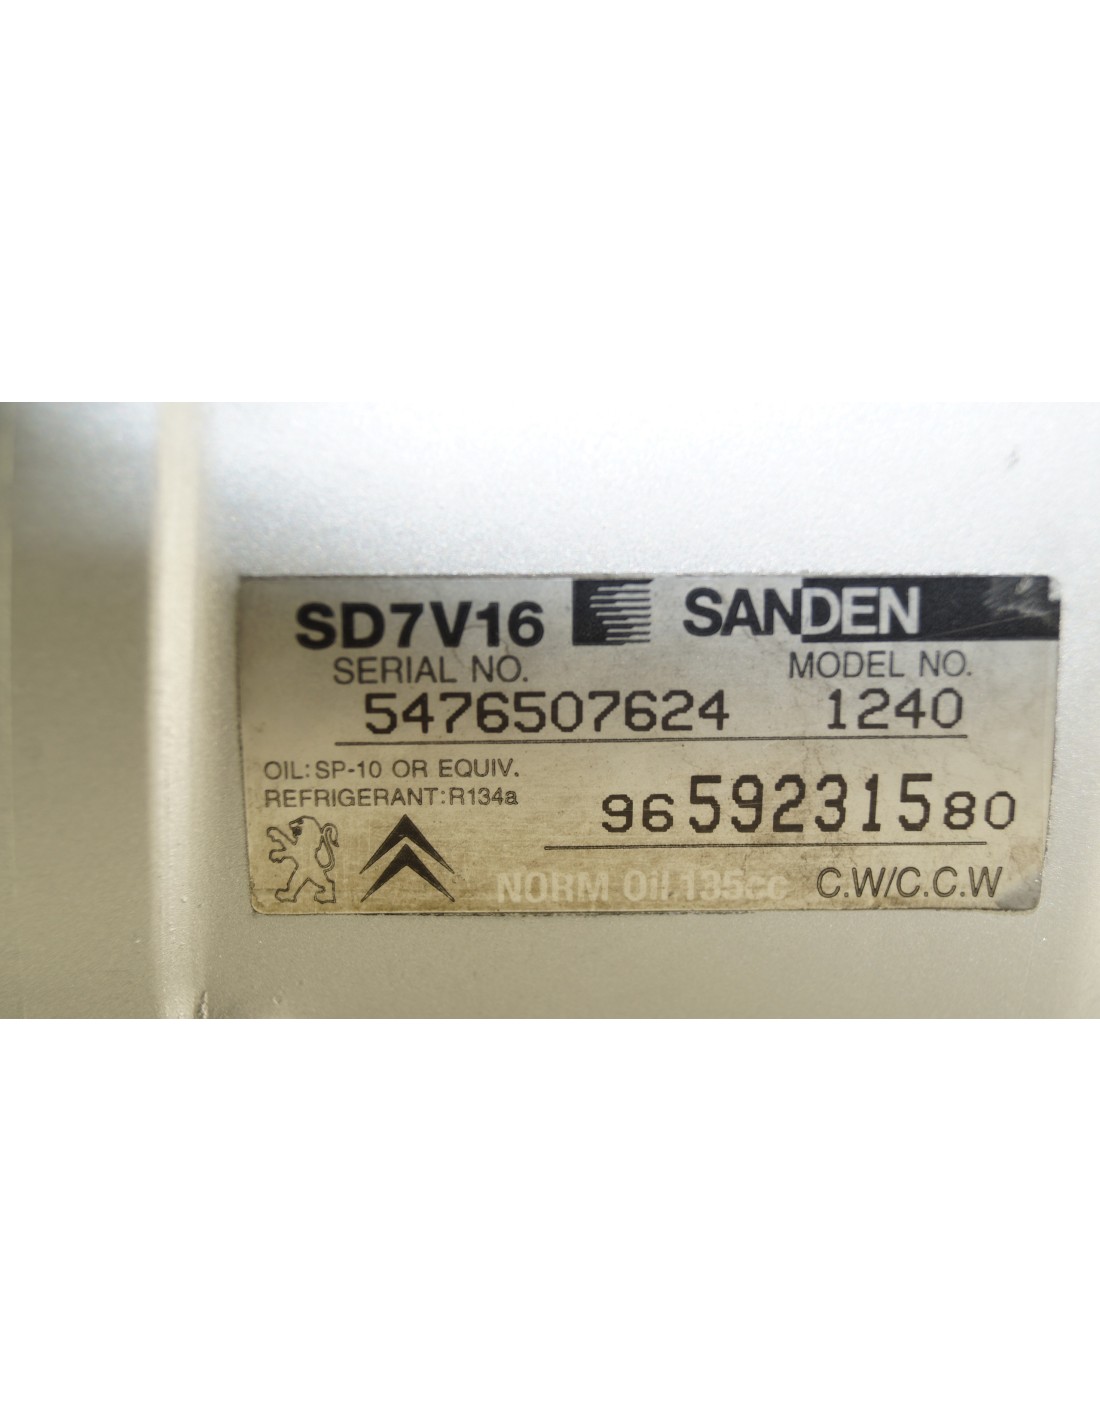 SD7V16 SANDEN
SERIAL NO. MODEL NO.
5476507624 1240
OIL: SP-10 OR EQUIV.
REFRIGERANT: R134a
9659231580
NORM Oil 135cc C.W/C.C.W